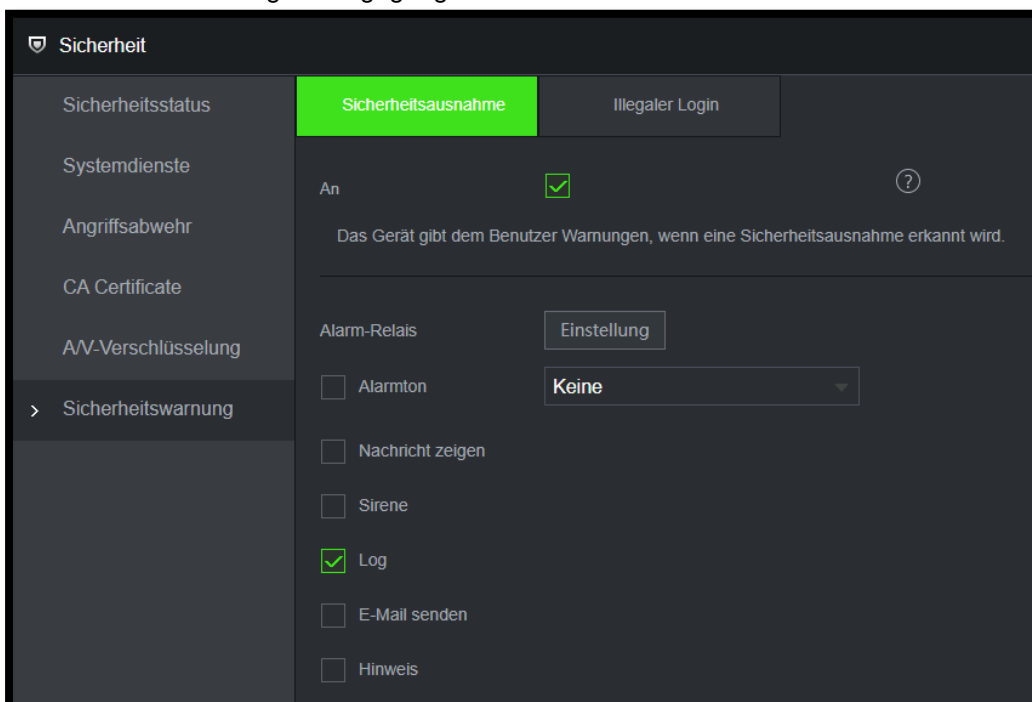 Sicherheit
Sicherheitsstatus
Systemdienste
Angriffsabwehr
CA Certificate
A/V-Verschlüsselung
Sicherheitswarnung
Sicherheitsausnahme Illegaler Login
An ?
Das Gerät gibt dem Benutzer Warnungen, wenn eine Sicherheitsausnahme erkannt wird.
Alarm-Relais Einstellung
Alarmton Keine
Nachricht zeigen
Sirene
Log
E-Mail senden
Hinweis